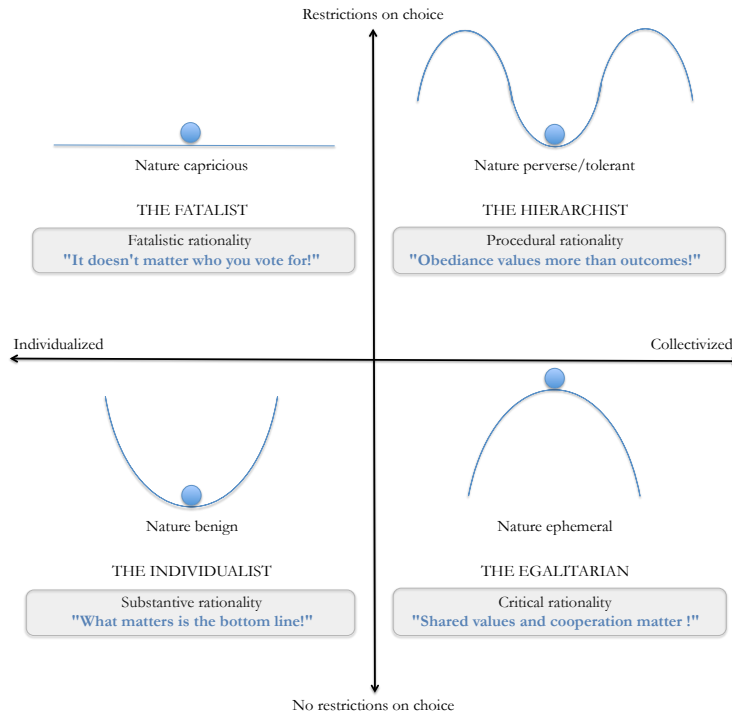 Restrictions on choice
Nature capricious
Nature perverse/tolerant
THE FATALIST
THE HIERARCHIST
Fatalistic rationality
"It doesn't matter who you vote for!"
Procedural rationality
"Obediance values more than outcomes!"
Individualized
Collectivized
Nature benign
Nature ephemeral
THE INDIVIDUALIST
THE EGALITARIAN
Substantive rationality
"What matters is the bottom line!"
Critical rationality
"Shared values and cooperation matter !"
No restrictions on choice